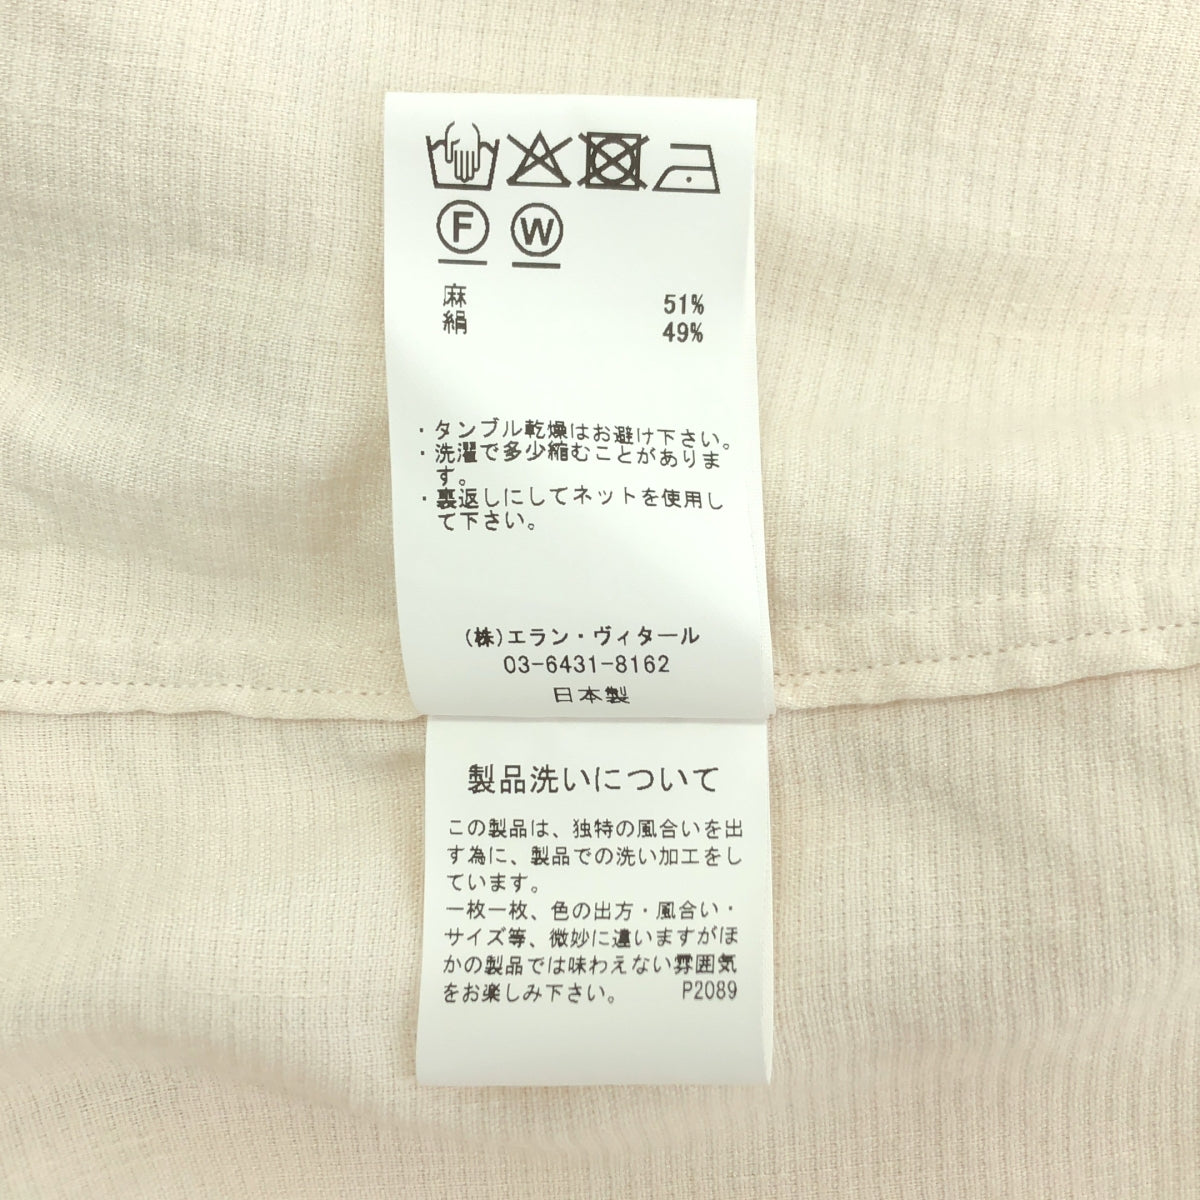 F W
麻 51%
絹 49%
・タンブル乾燥はお避け下さい。
・洗濯で多少縮むことがありま
す。
・裏返しにしてネットを使用し
て下さい。
(株)エラン・ヴィタール
03-6431-8162
日本製
製品洗いについて
この製品は、独特の風合いを出
す為に、製品での洗い加工をし
ています。
一枚一枚、色の出方・風合い・
サイズ等、微妙に違いますがほ
かの製品では味わえない雰囲気
をお楽しみ下さい。 P2089